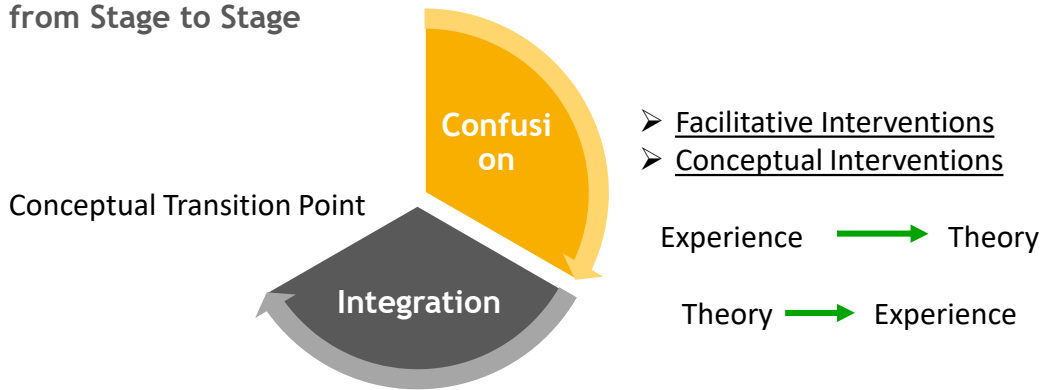 from Stage to Stage
Confusi
on
➢ Facilitative Interventions
➢ Conceptual Interventions
Conceptual Transition Point
Experience
Theory
Integration
Theory
Experience